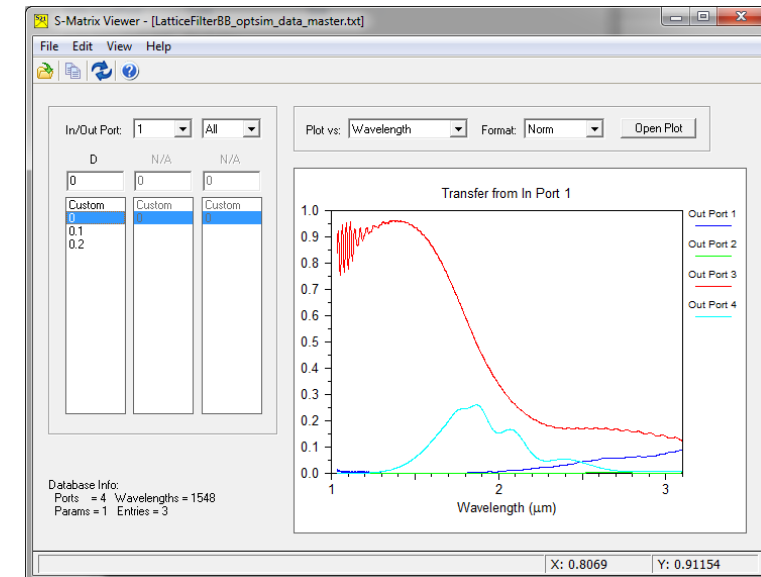 S-Matrix Viewer - [LatticeFilterBB_optsim_data_master.txt]
File Edit View Help
In/Out Port: 1 All
D N/A N/A
0 0 0
Custom Custom Custom
0 0 0
0.1
0.2
Plot vs: Wavelength Format: Norm Open Plot
Transfer from In Port 1
1.0
0.9
0.8
0.7
0.6
0.5
0.4
0.3
0.2
0.1
0.0
1 2 3
Wavelength (µm)
Out Port 1
Out Port 2
Out Port 3
Out Port 4
Database Info:
Ports = 4 Wavelengths = 1548
Params = 1 Entries = 3
X: 0.8069 Y: 0.91154